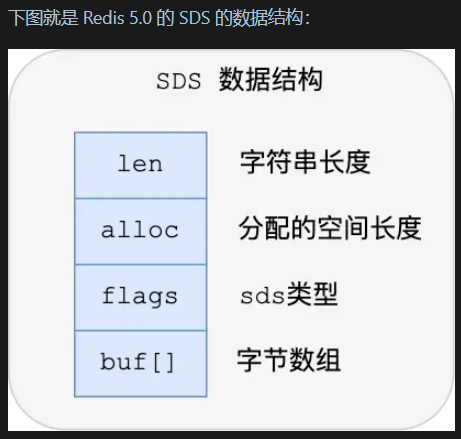 下图就是 Redis 5.0 的 SDS 的数据结构：
SDS 数据结构
len 字符串长度
alloc 分配的空间长度
flags sds类型
buf[] 字节数组